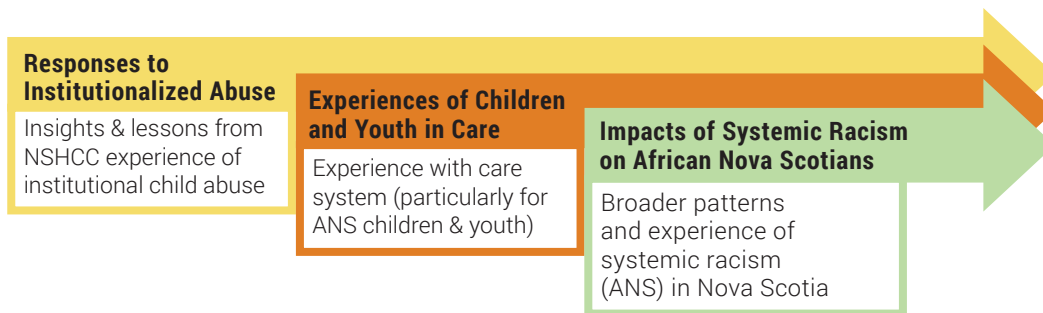 Responses to
Institutionalized Abuse
Insights & lessons from
NSHCC experience of
institutional child abuse
Experiences of Children
and Youth in Care
Experience with care
system (particularly for
ANS children & youth)
Impacts of Systemic Racism
on African Nova Scotians
Broader patterns
and experience of
systemic racism
(ANS) in Nova Scotia